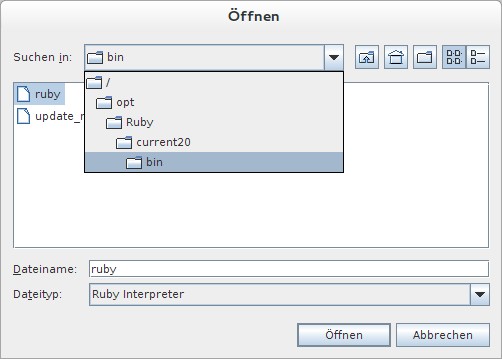 Öffnen
Suchen in: bin
/
ruby
opt
update_r
Ruby
current20
bin
Dateiname: ruby
Dateityp: Ruby Interpreter
Öffnen Abbrechen